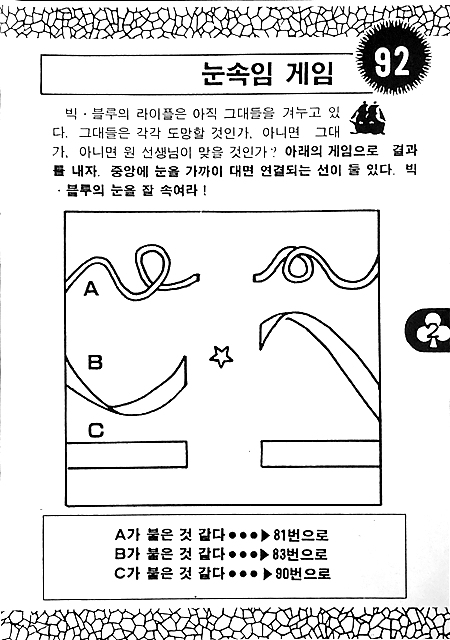 92
눈속임 게임
빅·블루의 라이플은 아직 그대들을 겨누고 있
다. 그대들은 각각 도망할 것인가, 아니면 그대
가, 아니면 원 선생님이 맞을 것인가? 아래의 게임으로 결과
를 내자. 중앙에 눈을 가까이 대면 연결되는 선이 둘 있다. 빅
·블루의 눈을 잘 속여라!
A
B
2
C
A가 붙은 것 같다●●●▶81번으로
B가 붙은 것 같다●●●▶83번으로
C가 붙은 것 같다●●●▶90번으로